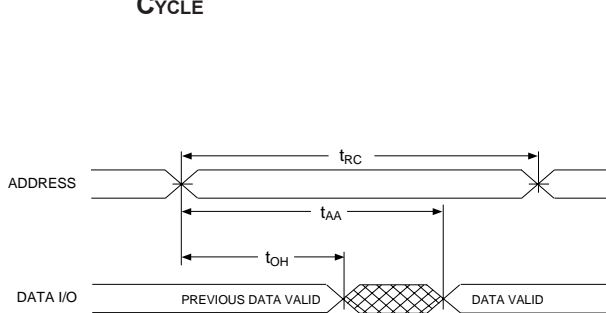 CYCLE
tRC
ADDRESS
tAA
tOH
DATA I/O
PREVIOUS DATA VALID
DATA VALID